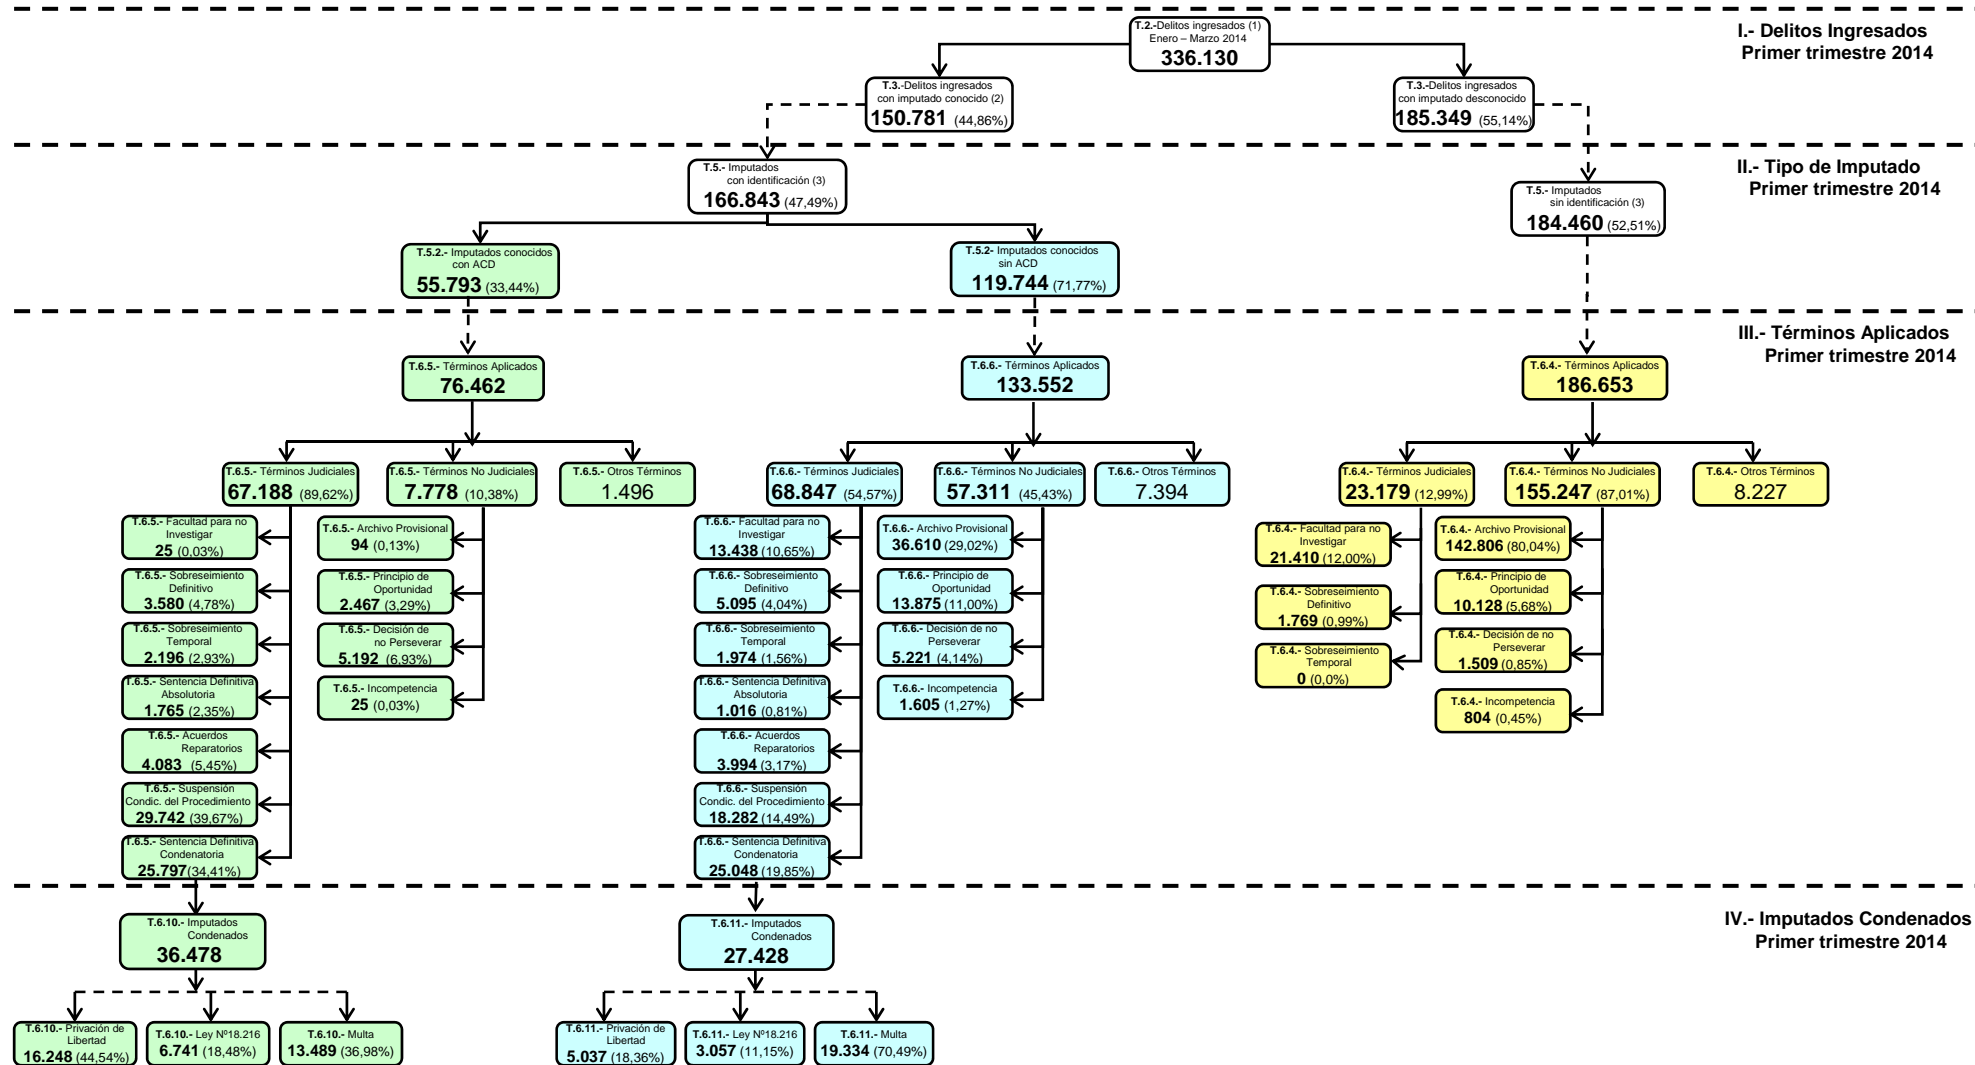 T.2.-Delitos ingresados (1)
Enero – Marzo 2014
336.130
I.- Delitos Ingresados
Primer trimestre 2014
T.3.-Delitos ingresados
con imputado conocido (2)
150.781 (44,86%)
T.3.-Delitos ingresados
con imputado desconocido
185.349 (55,14%)
II.- Tipo de Imputado
Primer trimestre 2014
T.5.- Imputados
con identificación (3)
166.843 (47,49%)
T.5.- Imputados
sin identificación (3)
184.460 (52,51%)
T.5.2.- Imputados conocidos
con ACD
55.793 (33,44%)
T.5.2- Imputados conocidos
sin ACD
119.744 (71,77%)
III.- Términos Aplicados
Primer trimestre 2014
T.6.5.- Términos Aplicados
76.462
T.6.6.- Términos Aplicados
133.552
T.6.4.- Términos Aplicados
186.653
T.6.5.- Términos Judiciales
67.188 (89,62%)
T.6.5.- Términos No Judiciales
7.778 (10,38%)
T.6.5.- Otros Términos
1.496
T.6.6.- Términos Judiciales
68.847 (54,57%)
T.6.6.- Términos No Judiciales
57.311 (45,43%)
T.6.6.- Otros Términos
7.394
T.6.4.- Términos Judiciales
23.179 (12,99%)
T.6.4.- Términos No Judiciales
155.247 (87,01%)
T.6.4.- Otros Términos
8.227
T.6.5.- Facultad para no
Investigar
25 (0,03%)
T.6.5.- Sobreseimiento
Definitivo
3.580 (4,78%)
T.6.5.- Sobreseimiento
Temporal
2.196 (2,93%)
T.6.5.- Sentencia Definitiva
Absolutoria
1.765 (2,35%)
T.6.5.- Acuerdos
Reparatorios
4.083 (5,45%)
T.6.5.- Suspensión
Condic. del Procedimiento
29.742 (39,67%)
T.6.5.- Sentencia Definitiva
Condenatoria
25.797(34,41%)
T.6.5.- Archivo Provisional
94 (0,13%)
T.6.5.- Principio de
Oportunidad
2.467 (3,29%)
T.6.5.- Decisión de
no Perseverar
5.192 (6,93%)
T.6.5.- Incompetencia
25 (0,03%)
T.6.6.- Facultad para no
Investigar
13.438 (10,65%)
T.6.6.- Sobreseimiento
Definitivo
5.095 (4,04%)
T.6.6.- Sobreseimiento
Temporal
1.974 (1,56%)
T.6.6.- Sentencia Definitiva
Absolutoria
1.016 (0,81%)
T.6.6.- Acuerdos
Reparatorios
3.994 (3,17%)
T.6.6.- Suspensión
Condic. del Procedimiento
18.282 (14,49%)
T.6.6.- Sentencia Definitiva
Condenatoria
25.048 (19,85%)
T.6.6.- Archivo Provisional
36.610 (29,02%)
T.6.6.- Principio de
Oportunidad
13.875 (11,00%)
T.6.6.- Decisión de no
Perseverar
5.221 (4,14%)
T.6.6.- Incompetencia
1.605 (1,27%)
T.6.4.- Facultad para no
Investigar
21.410 (12,00%)
T.6.4.- Sobreseimiento
Definitivo
1.769 (0,99%)
T.6.4.- Sobreseimiento
Temporal
0 (0,0%)
T.6.4.- Archivo Provisional
142.806 (80,04%)
T.6.4.- Principio de
Oportunidad
10.128 (5,68%)
T.6.4.- Decisión de no
Perseverar
1.509 (0,85%)
T.6.4.- Incompetencia
804 (0,45%)
IV.- Imputados Condenados
Primer trimestre 2014
T.6.10.- Imputados
Condenados
36.478
T.6.11.- Imputados
Condenados
27.428
T.6.10.- Privación de
Libertad
16.248 (44,54%)
T.6.10.- Ley Nº18.216
6.741 (18,48%)
T.6.10.- Multa
13.489 (36,98%)
T.6.11.- Privación de
Libertad
5.037 (18,36%)
T.6.11.- Ley Nº18.216
3.057 (11,15%)
T.6.11.- Multa
19.334 (70,49%)